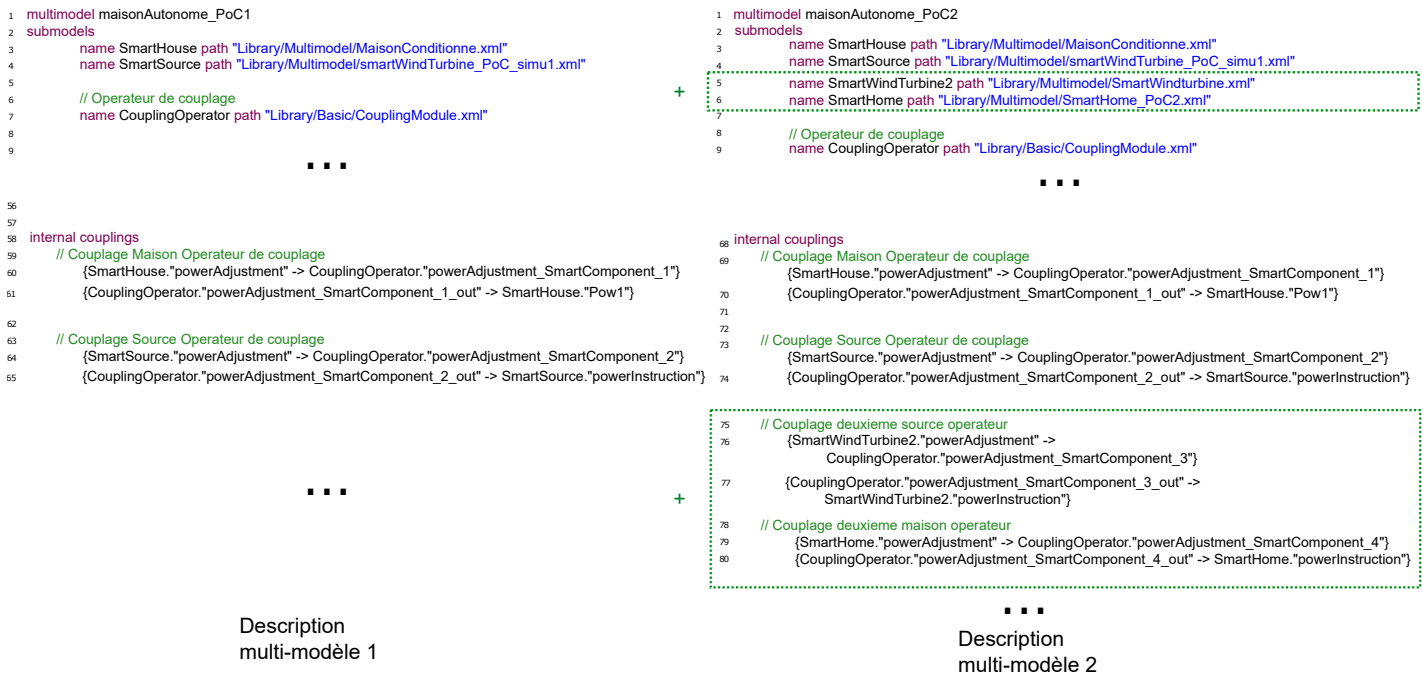 1 multimodel maisonAutonome_PoC1
2 submodels
3 name SmartHouse path "Library/Multimodel/MaisonConditionne.xml"
4 name SmartSource path "Library/Multimodel/smartWindTurbine_PoC_simu1.xml"
5
6 // Operateur de couplage
7 name CouplingOperator path "Library/Basic/CouplingModule.xml"
8
9
...
56
57
58 internal couplings
59 // Couplage Maison Operateur de couplage
60 {SmartHouse."powerAdjustment" -> CouplingOperator."powerAdjustment_SmartComponent_1"}
61 {CouplingOperator."powerAdjustment_SmartComponent_1_out" -> SmartHouse."Pow1"}
62
63 // Couplage Source Operateur de couplage
64 {SmartSource."powerAdjustment" -> CouplingOperator."powerAdjustment_SmartComponent_2"}
65 {CouplingOperator."powerAdjustment_SmartComponent_2_out" -> SmartSource."powerInstruction"}
...
Description
multi-modèle 1
+
+
1 multimodel maisonAutonome_PoC2
2 submodels
3 name SmartHouse path "Library/Multimodel/MaisonConditionne.xml"
4 name SmartSource path "Library/Multimodel/smartWindTurbine_PoC_simu1.xml"
5 name SmartWindTurbine2 path "Library/Multimodel/SmartWindturbine.xml"
6 name SmartHome path "Library/Multimodel/SmartHome_PoC2.xml"
7
8 // Operateur de couplage
9 name CouplingOperator path "Library/Basic/CouplingModule.xml"
...
68 internal couplings
69 // Couplage Maison Operateur de couplage
{SmartHouse."powerAdjustment" -> CouplingOperator."powerAdjustment_SmartComponent_1"}
70 {CouplingOperator."powerAdjustment_SmartComponent_1_out" -> SmartHouse."Pow1"}
71
72
73 // Couplage Source Operateur de couplage
{SmartSource."powerAdjustment" -> CouplingOperator."powerAdjustment_SmartComponent_2"}
74 {CouplingOperator."powerAdjustment_SmartComponent_2_out" -> SmartSource."powerInstruction"}
75 // Couplage deuxieme source operateur
76 {SmartWindTurbine2."powerAdjustment" ->
CouplingOperator."powerAdjustment_SmartComponent_3"}
77 {CouplingOperator."powerAdjustment_SmartComponent_3_out" ->
SmartWindTurbine2."powerInstruction"}
78 // Couplage deuxieme maison operateur
79 {SmartHome."powerAdjustment" -> CouplingOperator."powerAdjustment_SmartComponent_4"}
80 {CouplingOperator."powerAdjustment_SmartComponent_4_out" -> SmartHome."powerInstruction"}
...
Description
multi-modèle 2